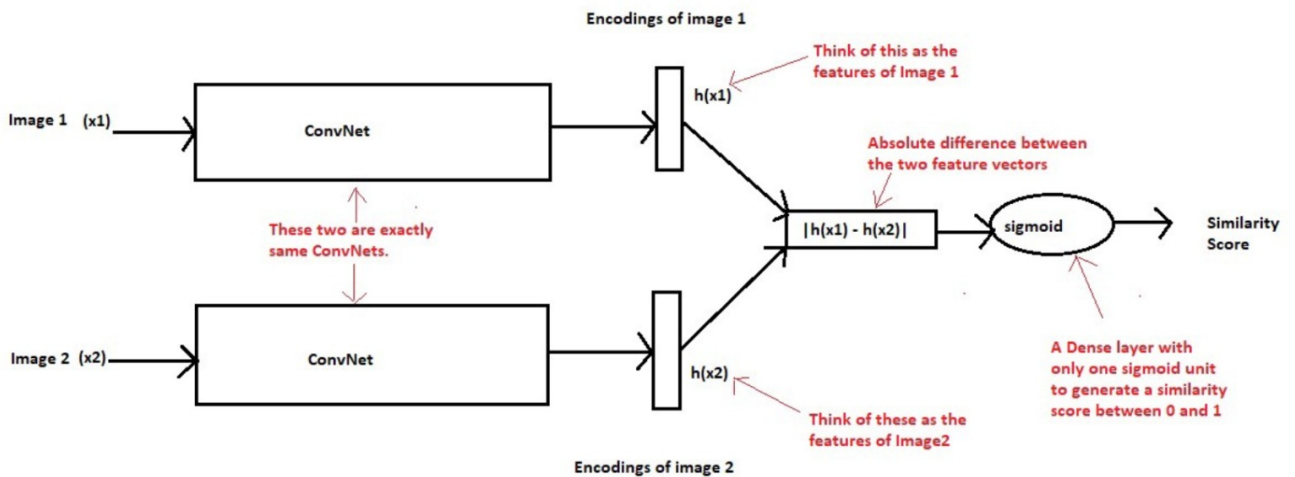 Encodings of image 1
Think of this as the
features of Image 1
h(x1)
Image 1 (x1)
ConvNet
Absolute difference between
the two feature vectors
These two are exactly
same ConvNets.
|h(x1) - h(x2)|
sigmoid
Similarity
Score
Image 2 (x2)
ConvNet
h(x2)
A Dense layer with
only one sigmoid unit
to generate a similarity
score between 0 and 1
Think of these as the
features of Image2
Encodings of image 2